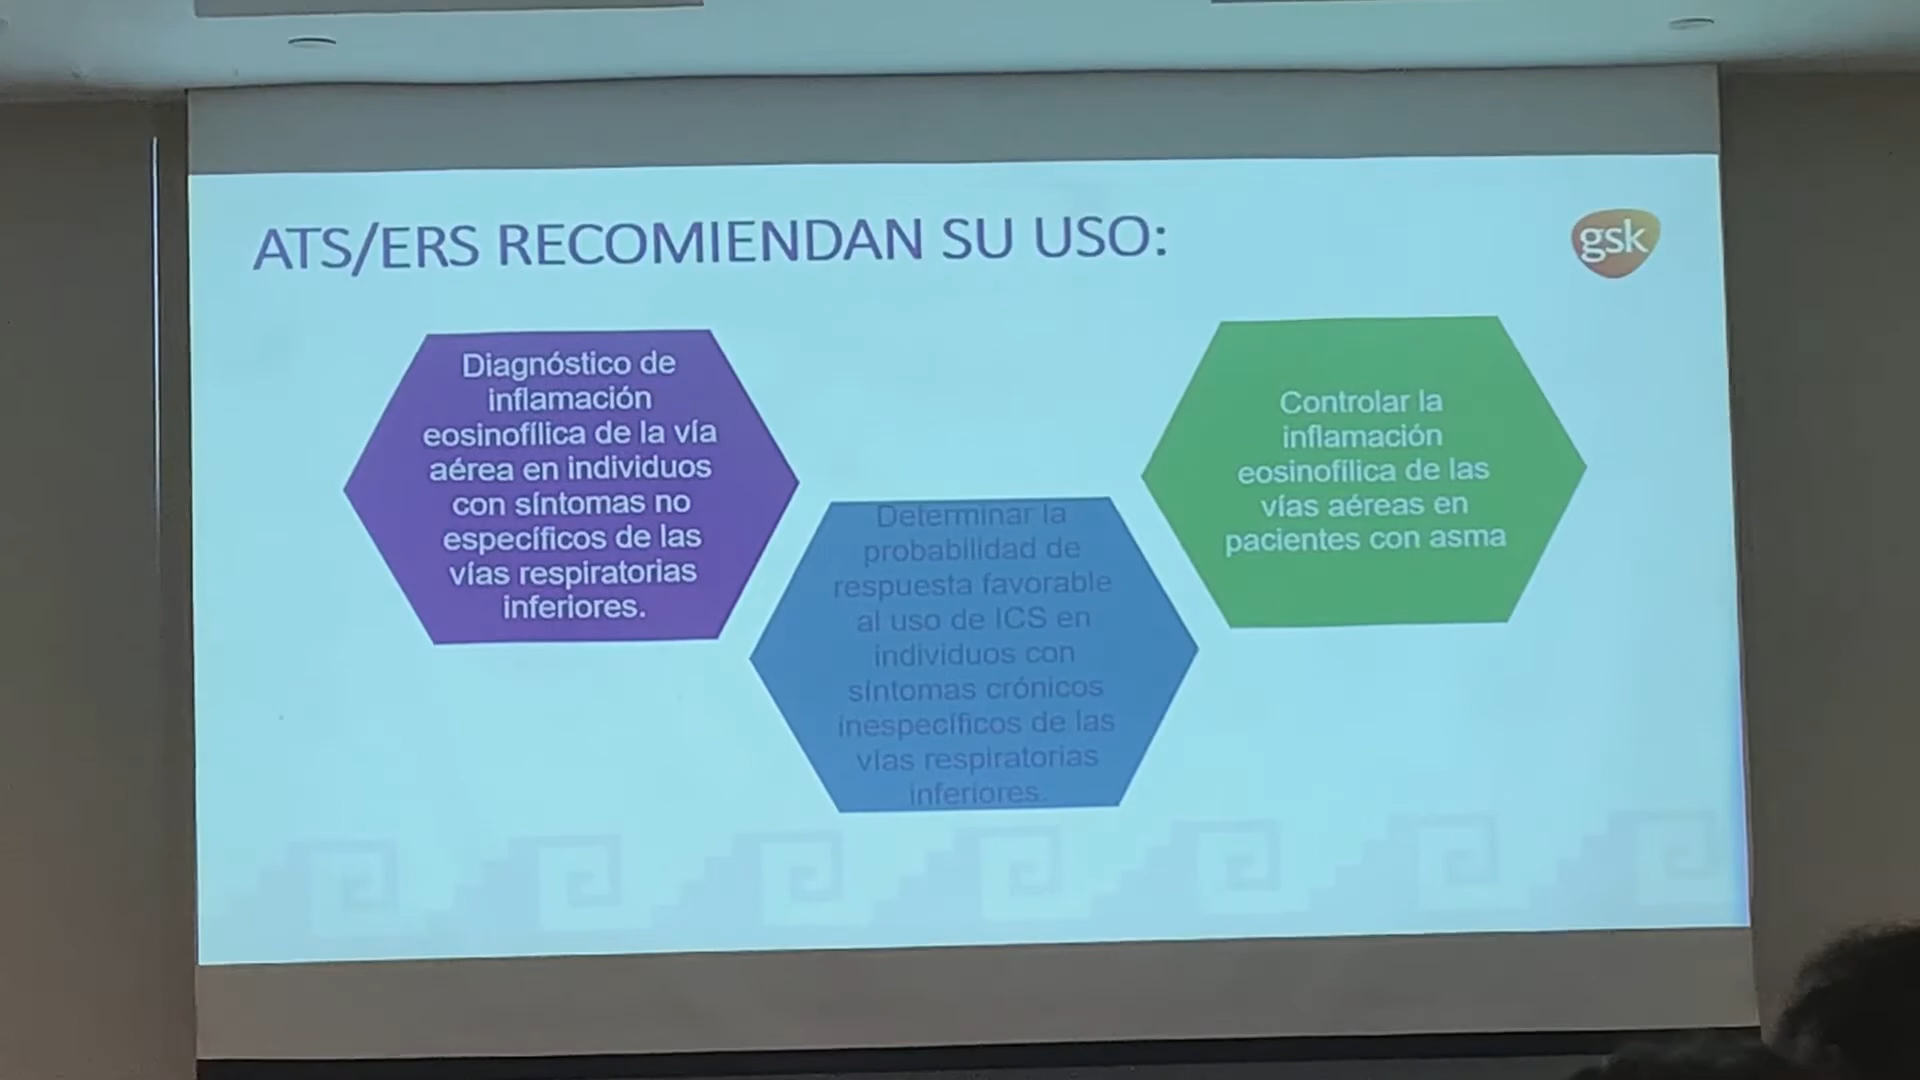 ATS/ERS RECOMIENDAN SU USO:
gsk
Diagnóstico de
inflamación
eosinofílica de la vía
aérea en individuos
con síntomas no
específicos de las
vías respiratorias
inferiores.
Determinar la
probabilidad de
respuesta favorable
al uso de ICS en
individuos con
síntomas crónicos
inespecíficos de las
vías respiratorias
inferiores.
Controlar la
inflamación
eosinofílica de las
vías aéreas en
pacientes con asma